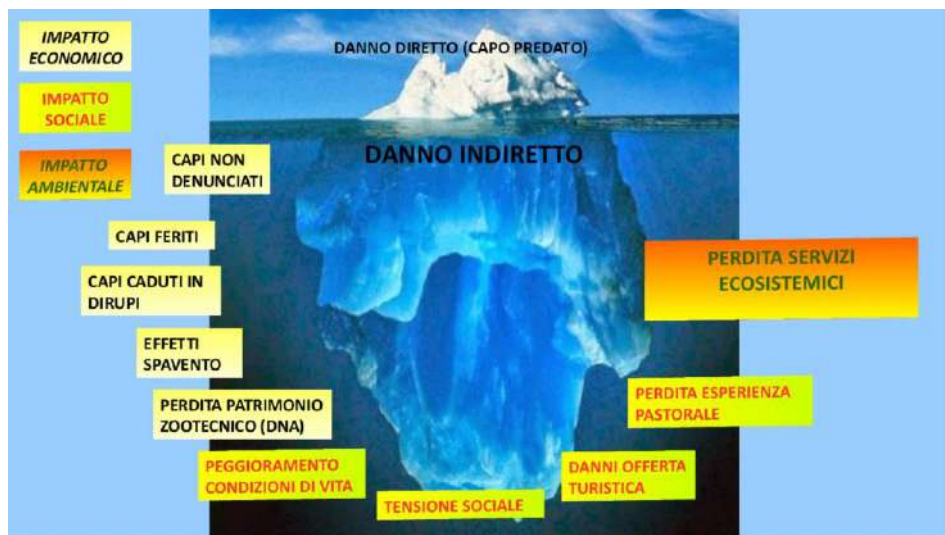 IMPATTO
ECONOMICO
IMPATTO
SOCIALE
IMPATTO
AMBIENTALE
DANNO DIRETTO (CAPO PREDATO)
DANNO INDIRETTO
CAPI NON
DENUNCIATI
CAPI FERITI
CAPI CADUTI IN
DIRUPI
EFFETTI
SPAVENTO
PERDITA PATRIMONIO
ZOOTECNICO (DNA)
PEGGIORAMENTO
CONDIZIONI DI VITA
TENSIONE SOCIALE
DANNI OFFERTA
TURISTICA
PERDITA ESPERIENZA
PASTORALE
PERDITA SERVIZI
ECOSISTEMICI